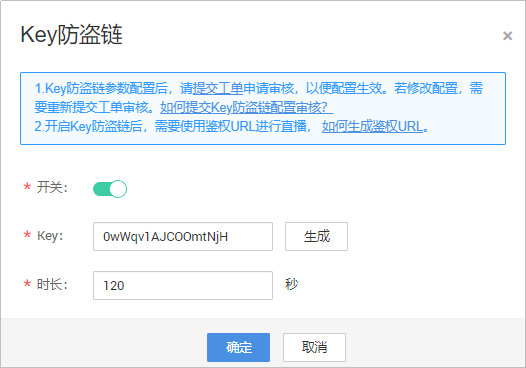 Key防盗链
×
1.Key防盗链参数配置后，请提交工单申请审核，以便配置生效。若修改配置，需
要重新提交工单审核。如何提交Key防盗链配置审核？
2.开启Key防盗链后，需要使用鉴权URL进行直播， 如何生成鉴权URL。
* 开关：
* Key： 0wWqv1AJCOOmtNjH 生成
* 时长： 120 秒
确定 取消